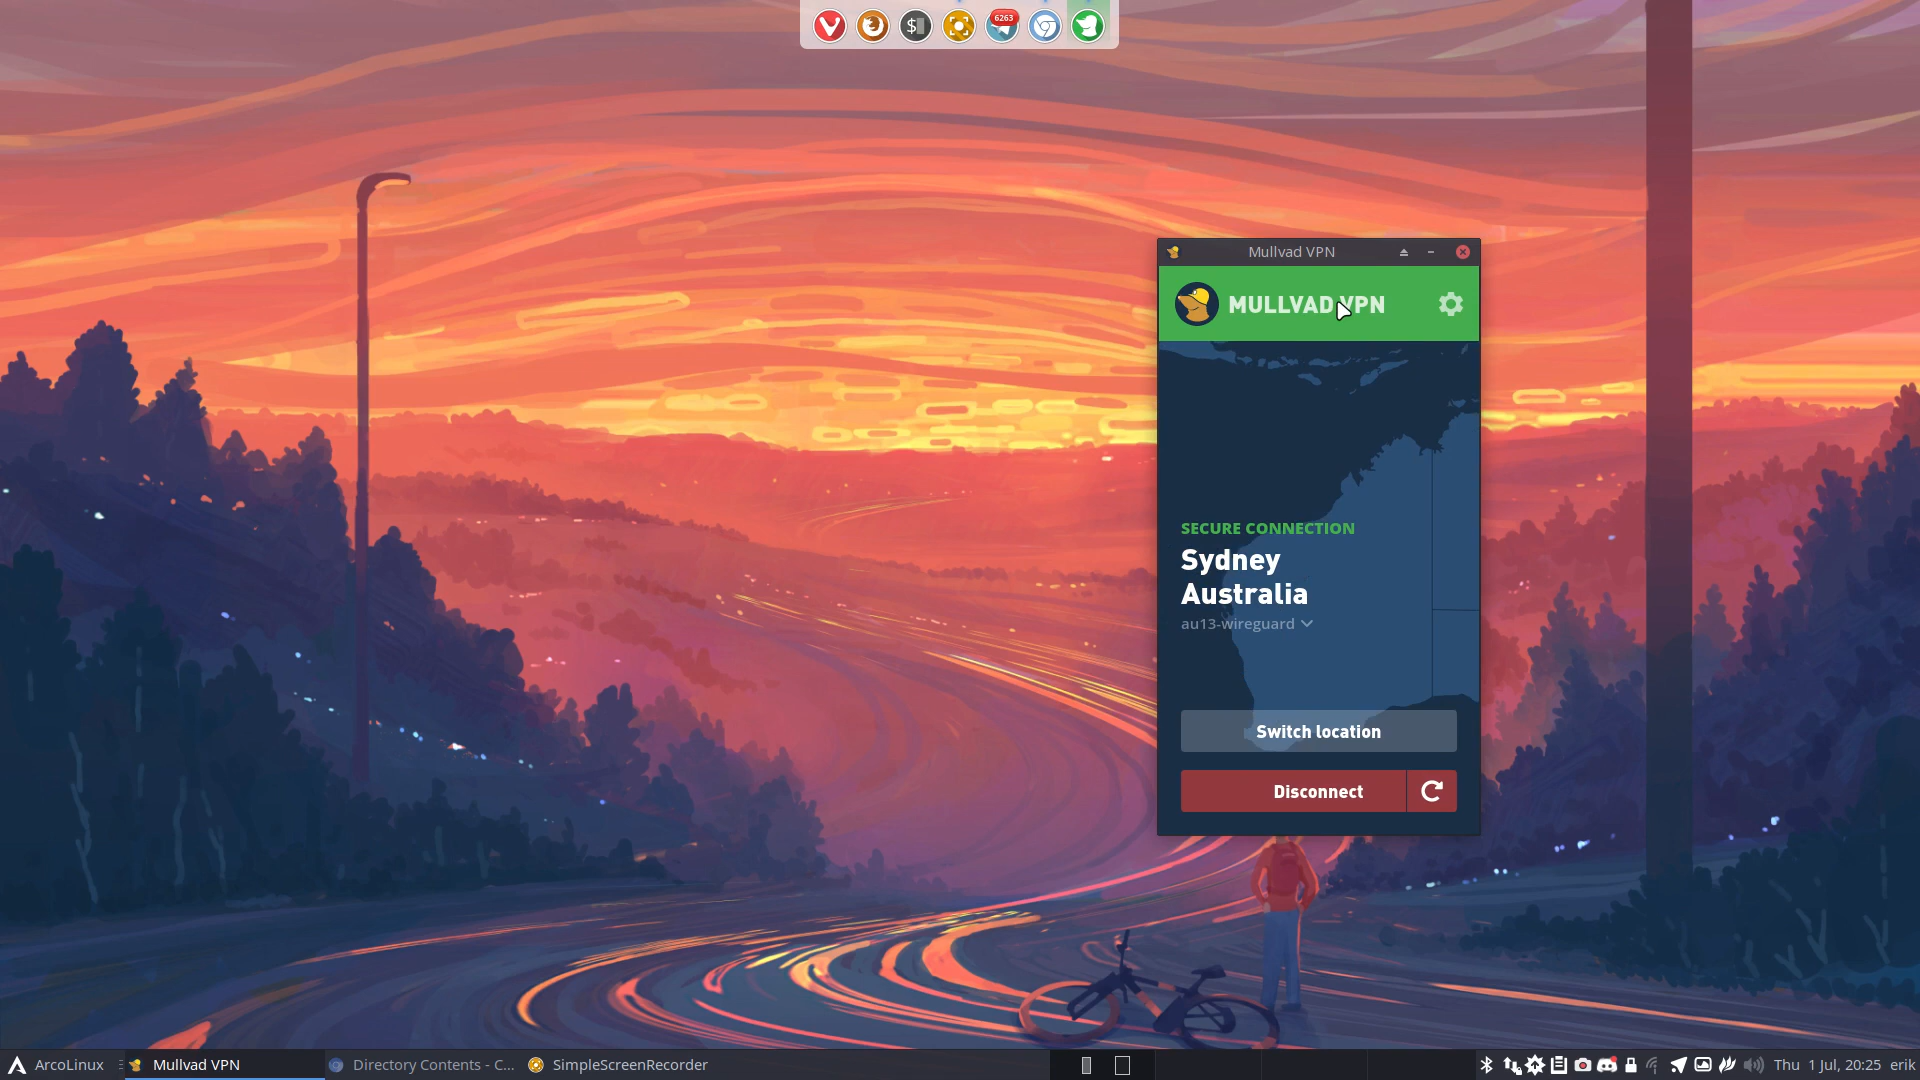 6263
$
Mullvad VPN
MULLVAD VPN
SECURE CONNECTION
Sydney
Australia
au13-wireguard
Switch location
Disconnect
ArcoLinux
Mullvad VPN
Directory Contents - C...
SimpleScreenRecorder
Thu 1 Jul, 20:25
erik